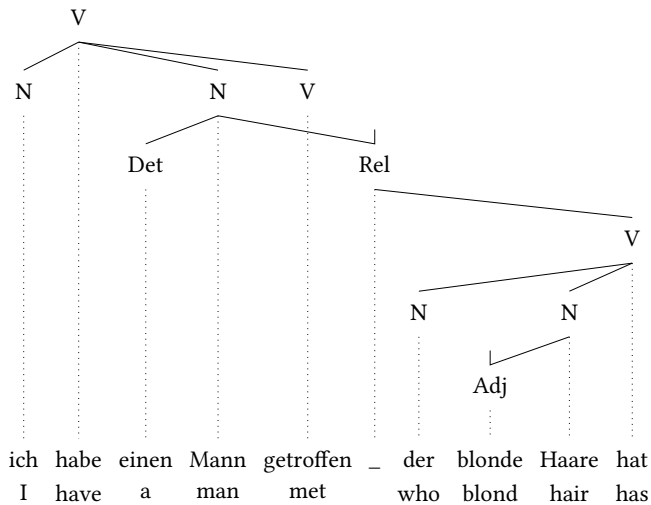 V
N N V
Det Rel
V
N N
Adj
ich habe einen Mann getroffen _ der blonde Haare hat
I have a man met who blond hair has